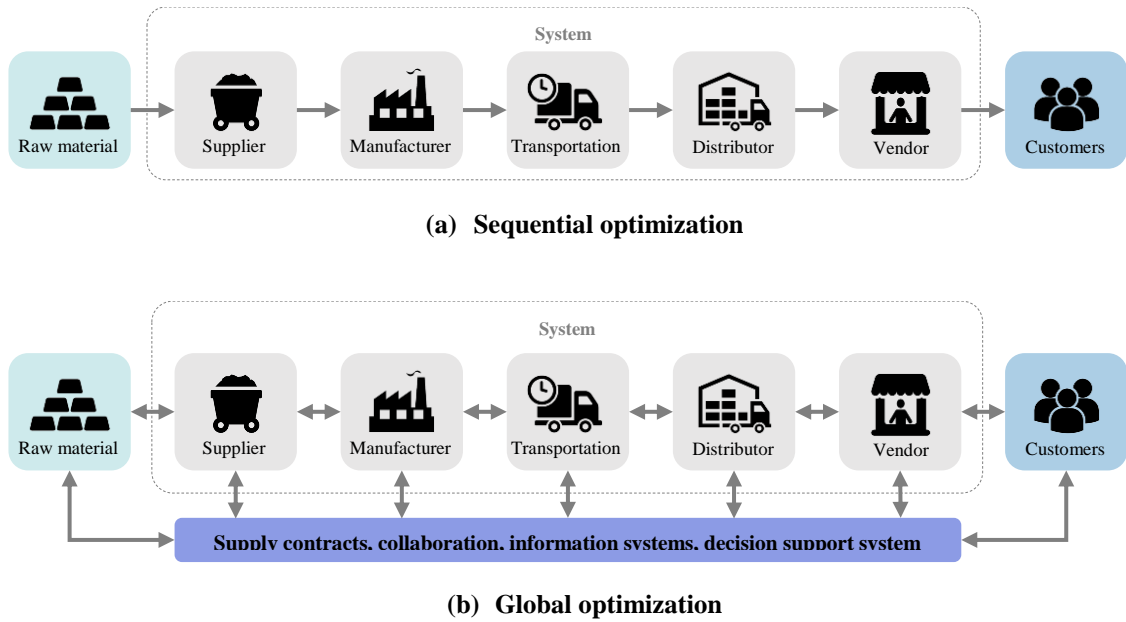 System
Raw material
Supplier
Manufacturer
Transportation
Distributor
Vendor
Customers
(a) Sequential optimization
System
Raw material
Supplier
Manufacturer
Transportation
Distributor
Vendor
Customers
Supply contracts, collaboration, information systems, decision support system
(b) Global optimization